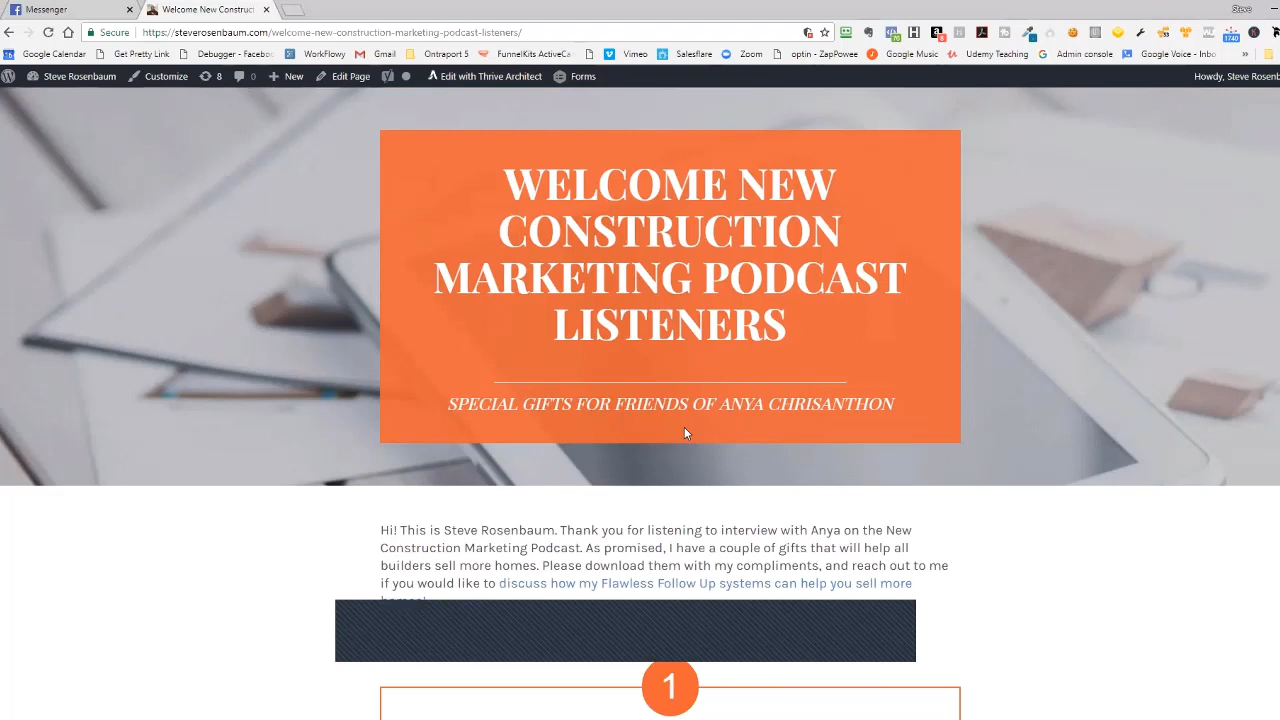 Messenger
Welcome New Construct
Steve
Secure
https://steverosenbaum.com/welcome-new-construction-marketing-podcast-listeners/
Google Calendar
Get Pretty Link
Debugger - Faceboo
WorkFlowy
Gmail
Ontraport 5
FunnelKits ActiveCa
Vimeo
Salesflare
Zoom
optin - ZapPowee
Google Music
Udemy Teaching
Admin console
Google Voice - Inbo
Steve Rosenbaum
Customize
8
0
New
Edit Page
Edit with Thrive Architect
Forms
Howdy, Steve Rosenb
WELCOME NEW
CONSTRUCTION
MARKETING PODCAST
LISTENERS
SPECIAL GIFTS FOR FRIENDS OF ANYA CHRISANTHON
Hi! This is Steve Rosenbaum. Thank you for listening to interview with Anya on the New
Construction Marketing Podcast. As promised, I have a couple of gifts that will help all
builders sell more homes. Please download them with my compliments, and reach out to me
if you would like to discuss how my Flawless Follow Up systems can help you sell more
1